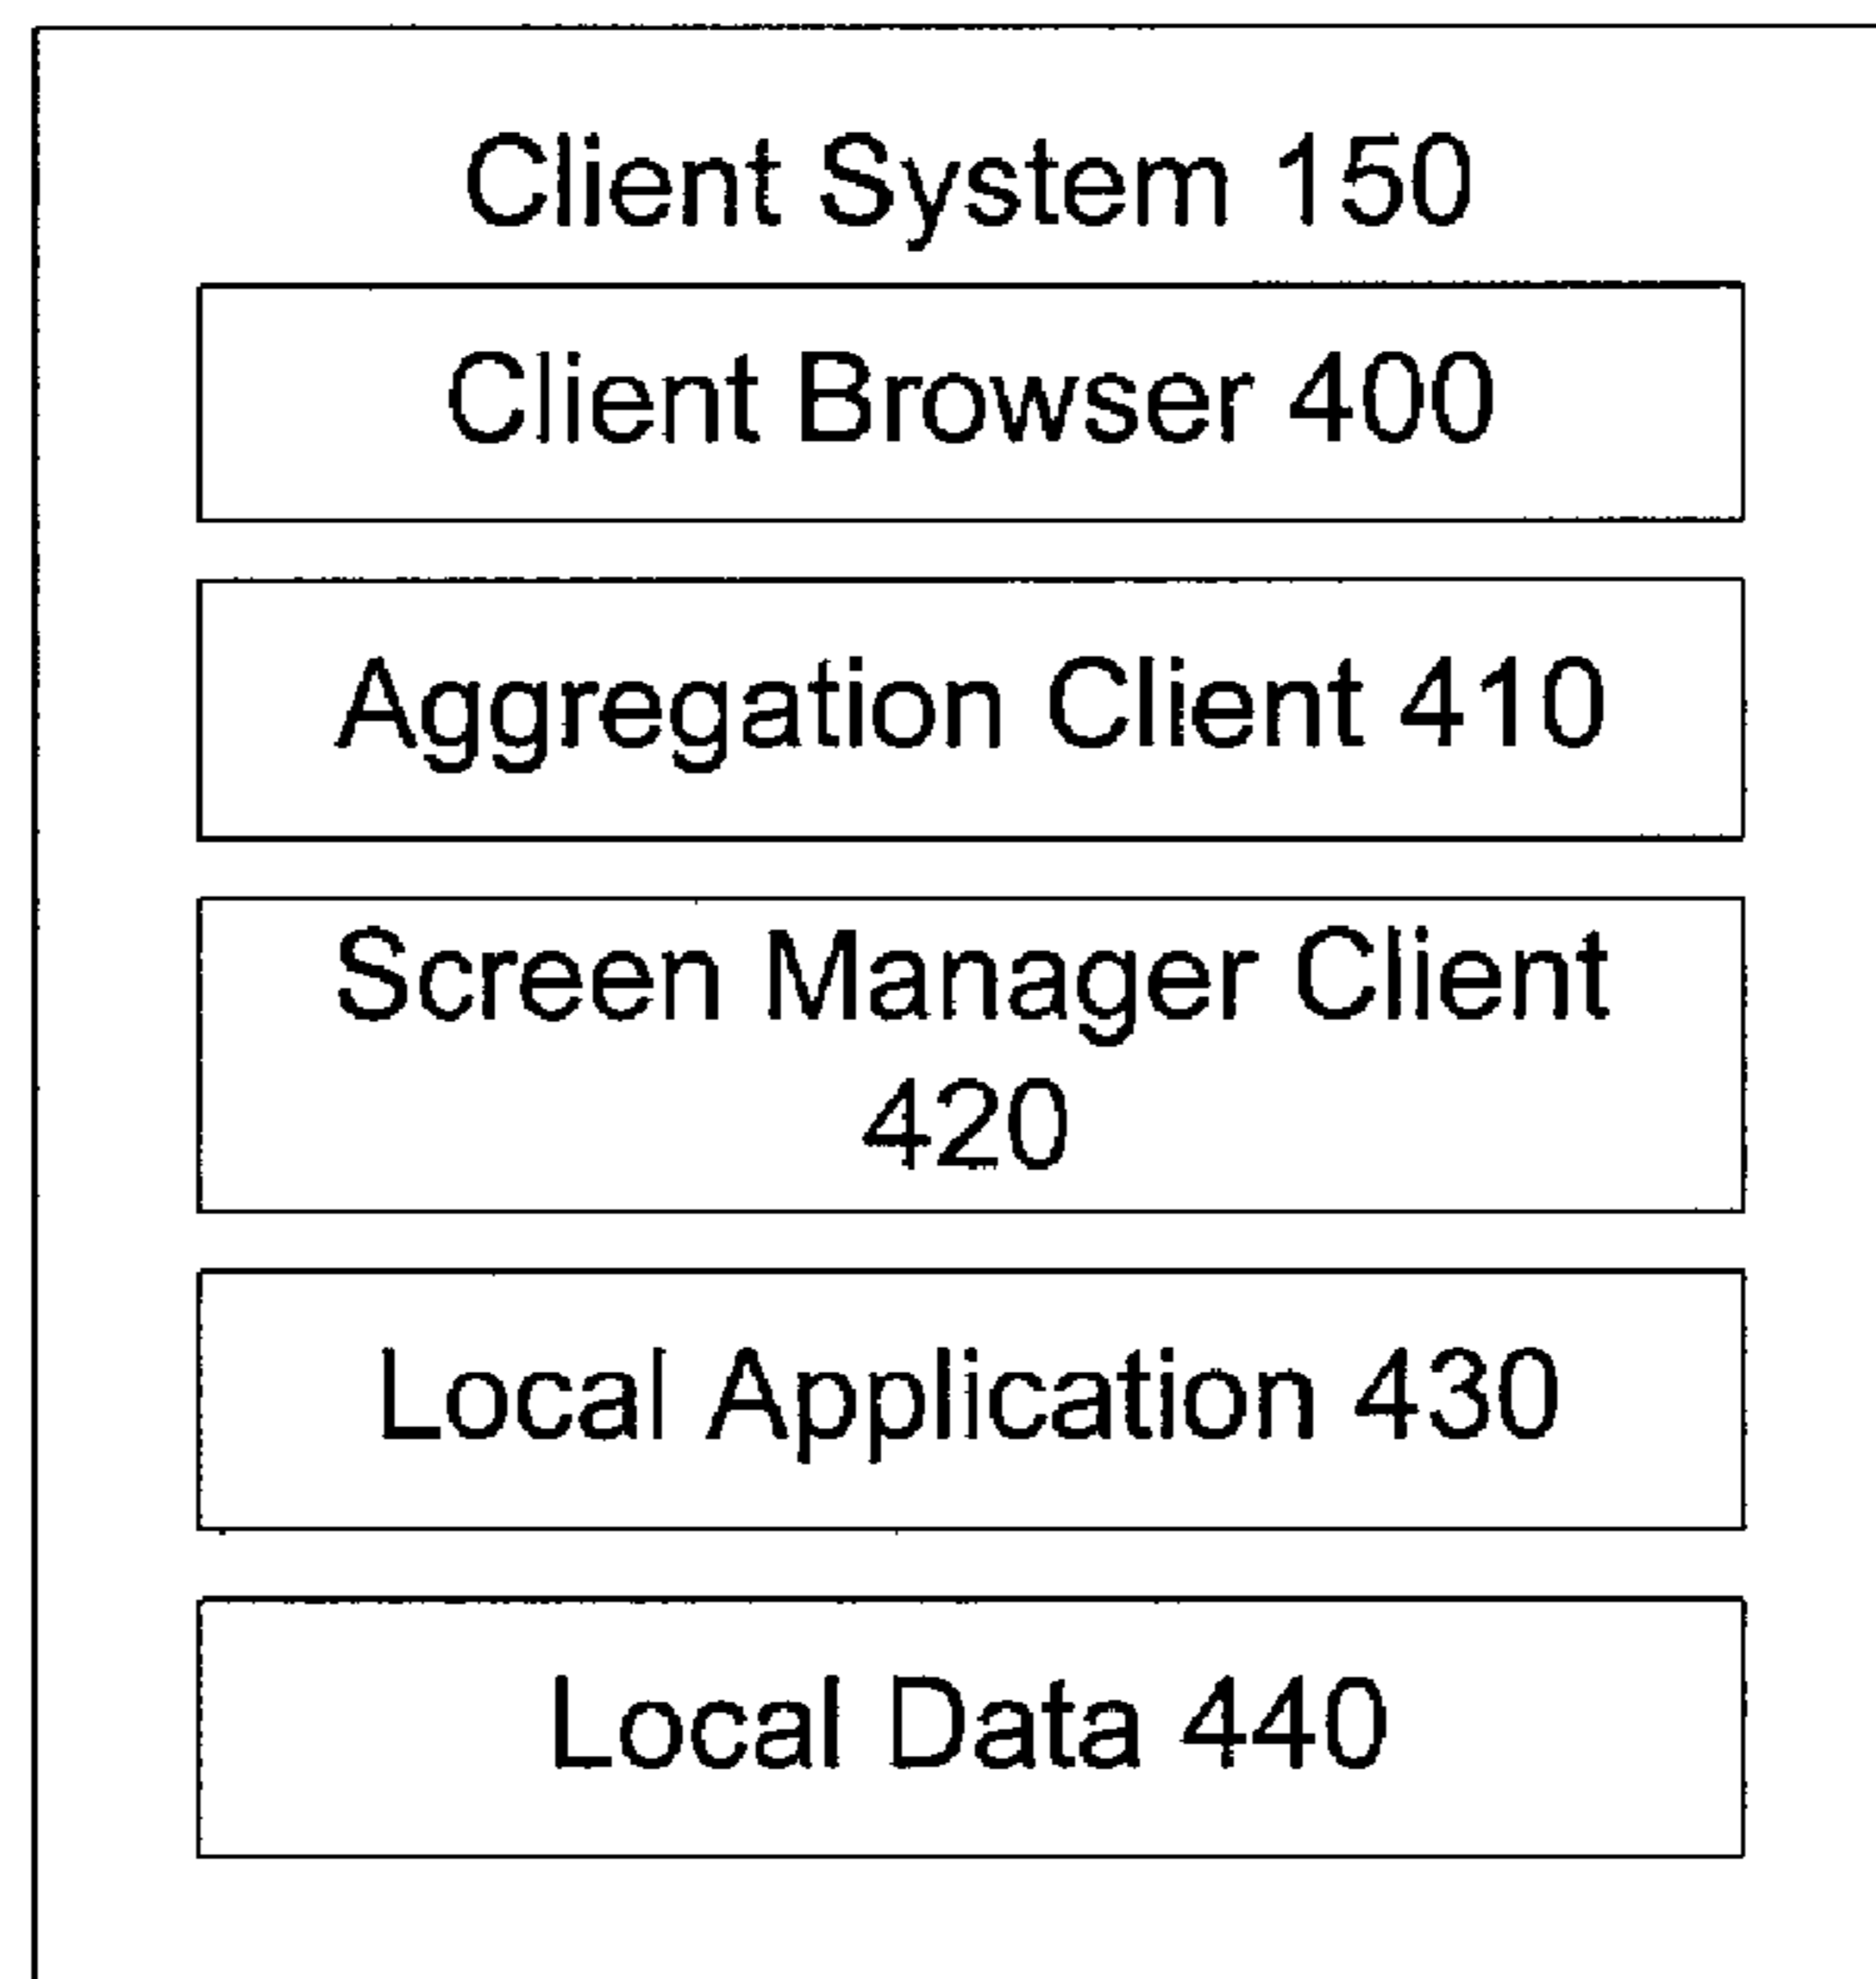 Client System 150
Client Browser 400
Aggregation Client 410
Screen Manager Client
420
Local Application 430
Local Data 440